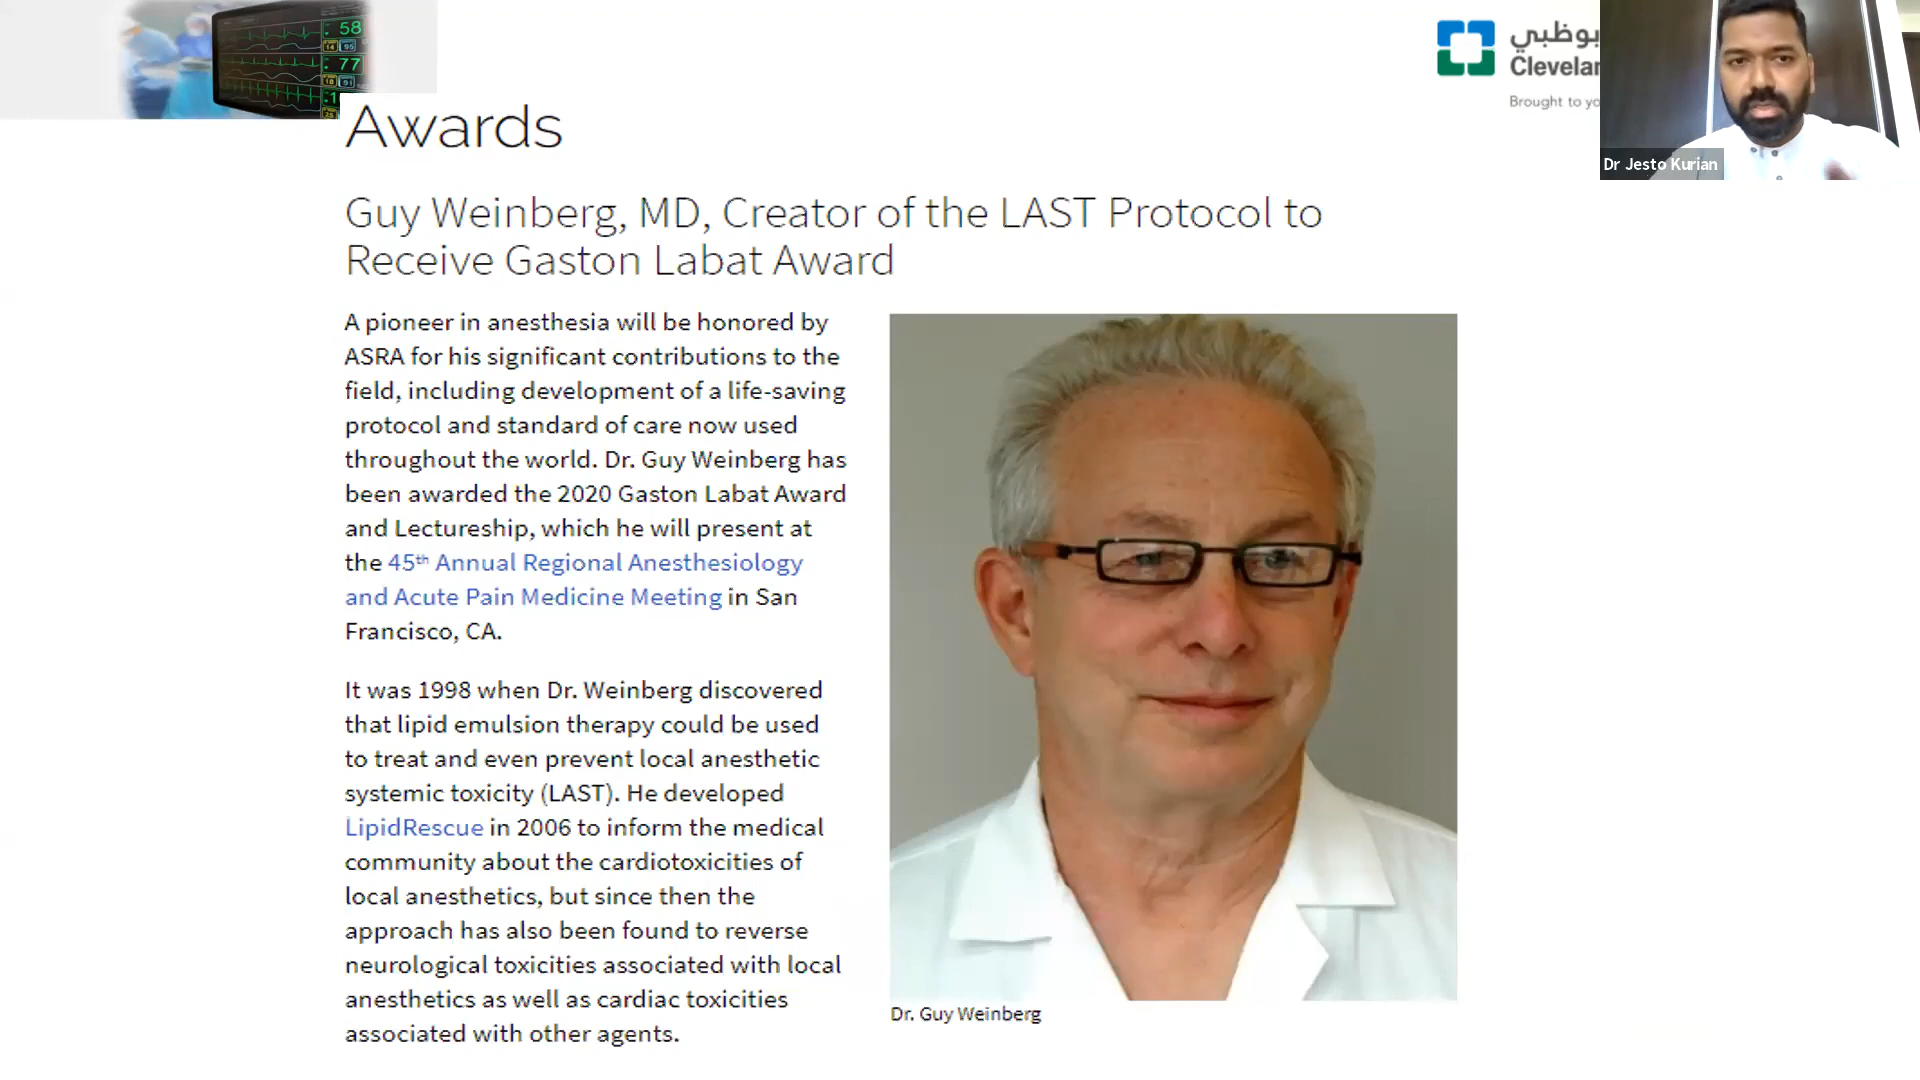 58
14 95
77
18 91
Awards
بوظبي
Clevelan
Brought to yo
Dr Jesto Kurian
Guy Weinberg, MD, Creator of the LAST Protocol to
Receive Gaston Labat Award
A pioneer in anesthesia will be honored by
ASRA for his significant contributions to the
field, including development of a life-saving
protocol and standard of care now used
throughout the world. Dr. Guy Weinberg has
been awarded the 2020 Gaston Labat Award
and Lectureship, which he will present at
the 45th Annual Regional Anesthesiology
and Acute Pain Medicine Meeting in San
Francisco, CA.
It was 1998 when Dr. Weinberg discovered
that lipid emulsion therapy could be used
to treat and even prevent local anesthetic
systemic toxicity (LAST). He developed
LipidRescue in 2006 to inform the medical
community about the cardiotoxicities of
local anesthetics, but since then the
approach has also been found to reverse
neurological toxicities associated with local
anesthetics as well as cardiac toxicities
associated with other agents.
Dr. Guy Weinberg